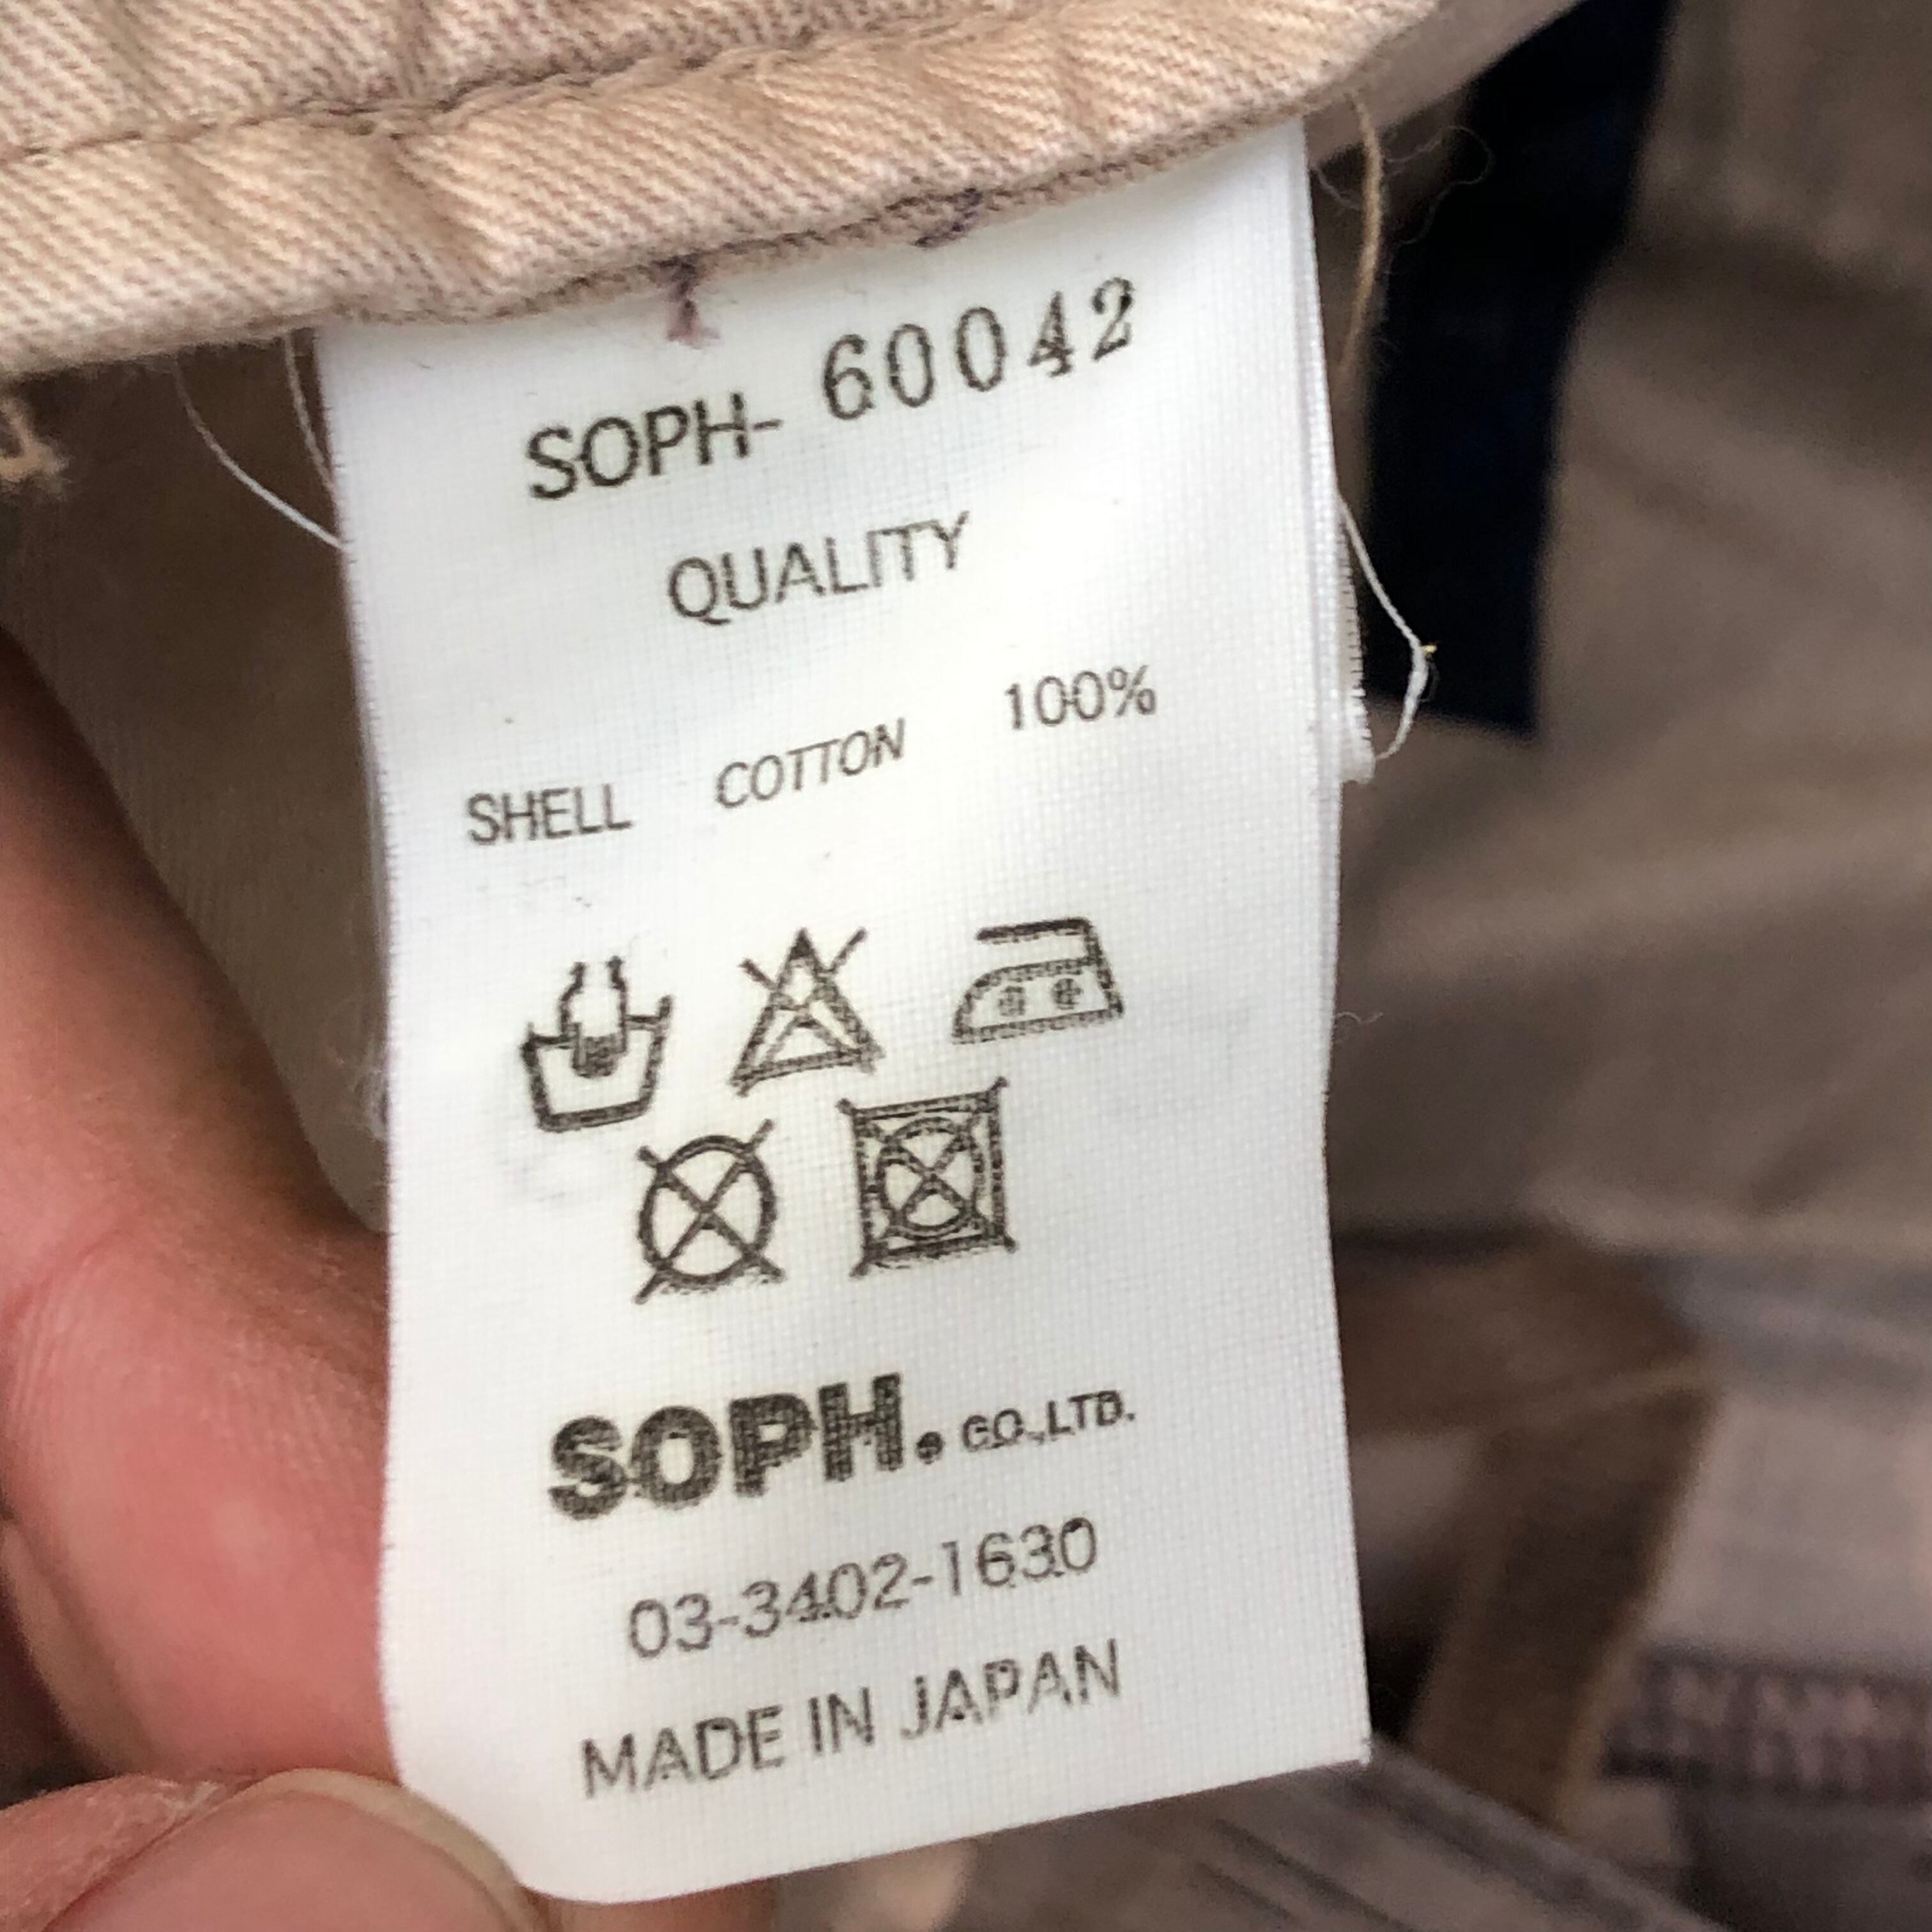 SOPH- 60042
QUALITY
SHELL COTTON 100%
SOPH. CO.,LTD.
03-3402-1630
MADE IN JAPAN